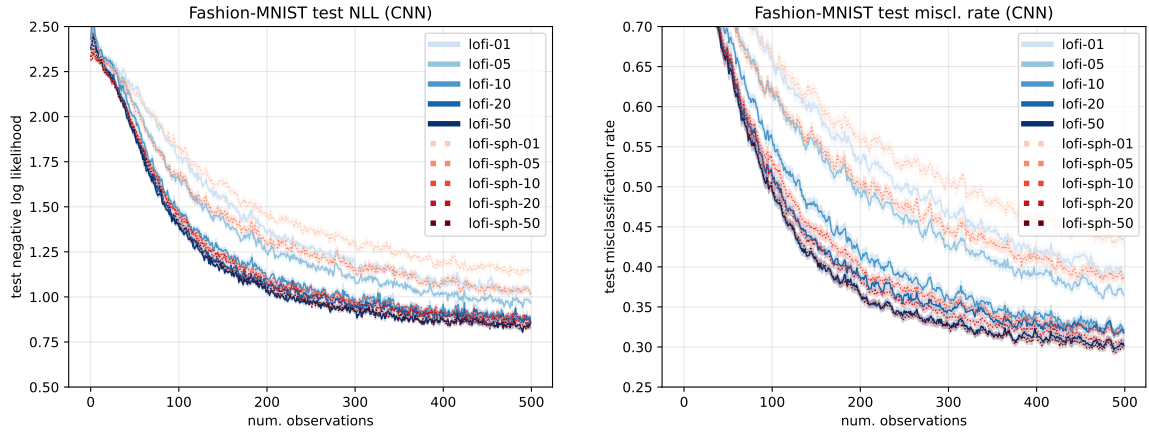 Fashion-MNIST test NLL (CNN)
test negative log likelihood
2.50
2.25
2.00
1.75
1.50
1.25
1.00
0.75
0.50
lofi-01
lofi-05
lofi-10
lofi-20
lofi-50
lofi-sph-01
lofi-sph-05
lofi-sph-10
lofi-sph-20
lofi-sph-50
0
100
200
300
400
500
num. observations
Fashion-MNIST test miscl. rate (CNN)
test misclassification rate
0.70
0.65
0.60
0.55
0.50
0.45
0.40
0.35
0.30
0.25
lofi-01
lofi-05
lofi-10
lofi-20
lofi-50
lofi-sph-01
lofi-sph-05
lofi-sph-10
lofi-sph-20
lofi-sph-50
0
100
200
300
400
500
num. observations